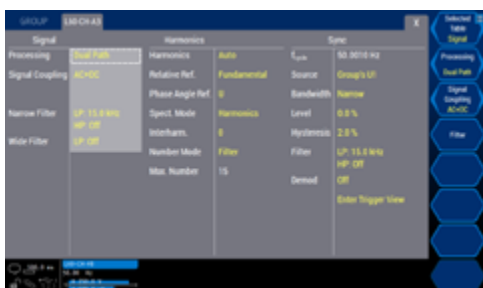 GROUP L60-CH-A3 X
Signal Harmonics Sync
Processing Dual Path Harmonics Auto fcycle 50.0010 Hz
Signal Coupling AC+DC Relative Ref. Fundamental Source Group's U1
Phase Angle Ref. 0 Bandwidth Narrow
Narrow Filter LP: 15.0 kHz Spect. Mode Harmonics Level 0.0 %
HP: Off Interharm. 0 Hysteresis 2.0 %
Wide Filter LP: Off Number Mode Filter Filter LP: 15.0 kHz
Max. Number 15 HP: Off
Demod Off
Enter Trigger View
Selected
Table
Signal
Processing
Dual Path
Signal
Coupling
AC+DC
Filter